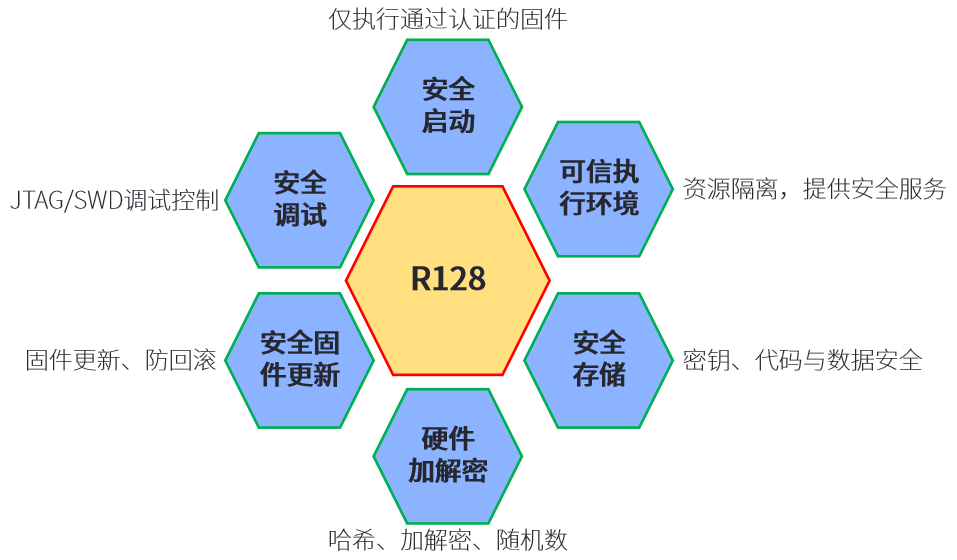 仅执行通过认证的固件
安全
启动
可信执
行环境
资源隔离，提供安全服务
安全
调试
JTAG/SWD调试控制
R128
安全固
件更新
固件更新、防回滚
安全
存储
密钥、代码与数据安全
硬件
加解密
哈希、加解密、随机数